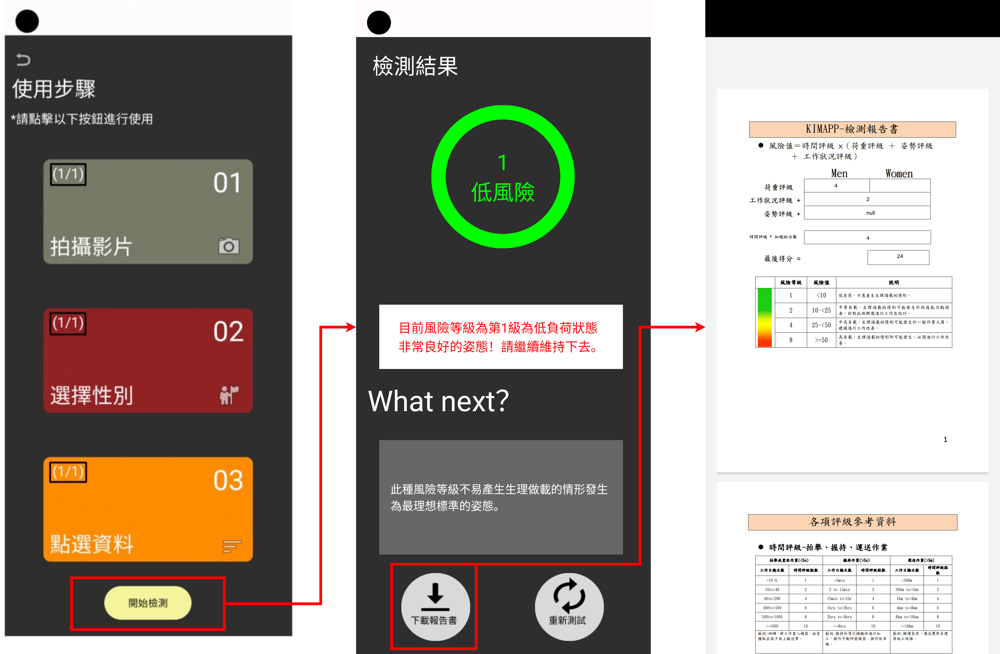 使用步驟
*請點擊以下按鈕進行使用
(1/1)
01
拍攝影片
(1/1)
02
選擇性別
(1/1)
03
點選資料
開始檢測
檢測結果
1
低風險
目前風險等級為第1級為低負荷狀態
非常良好的姿態！請繼續維持下去。
What next?
此種風險等級不易產生生理做載的情形發生
為最理想標準的姿態。
下載報告書
重新測試
KIMAPP-檢測報告書
● 風險值＝時間評級 x（荷重評級 ＋ 姿勢評級
＋ 工作狀況評級）
Men Women
荷重評級 4
工作狀況評級 + 2
姿勢評級 + null
時間評級 * 加總的分數 4
最後得分 = 24
風險等級 風險值 說明
1 <10 低負荷，不意產生生理過載的情形。
2 10~<25 中等負載，生理過載的情形可能發生於恢復能力較弱
者。針對此族群應進行工作在設計。
4 25~<50 中高負載，生理過載的情形可能發生於一般作業人員。
建議進行工作改善。
8 >=50 高負載，生理過載的情形即可能發生。必須進行工作改
善。
1
各項評級參考資料
● 時間評級-抬舉、握持、運送作業
抬舉或置放作業(<5s) 握持作業(>5s) 運送作業(>5m)
工作日總次數 時間評級點數 工作日總次數 時間評級點數 工作日總次數 時間評級點
數
<10 次 1 <5min 1 <300m 1
10to<40 2 5 to 15min 2 300m to<1km 2
40to<200 4 15min to<1hr 4 1km to<4km 4
200to<500 6 1hrs to<2hrs 6 4km to<8km 6
500to<1000 8 2hrs to<4hrs 8 8km to<16km 8
>=1000 10 >=4hrs 10 >=16km 10
範例:砌磚，將工作置入機器，由貨 範例:握持和導引鑄鐵快進行加 範例:搬運家具，運送鷹架至建
櫃取出箱子放上輸送帶。 工，操作手動研磨機器，操作除草 築施工現場。
機。